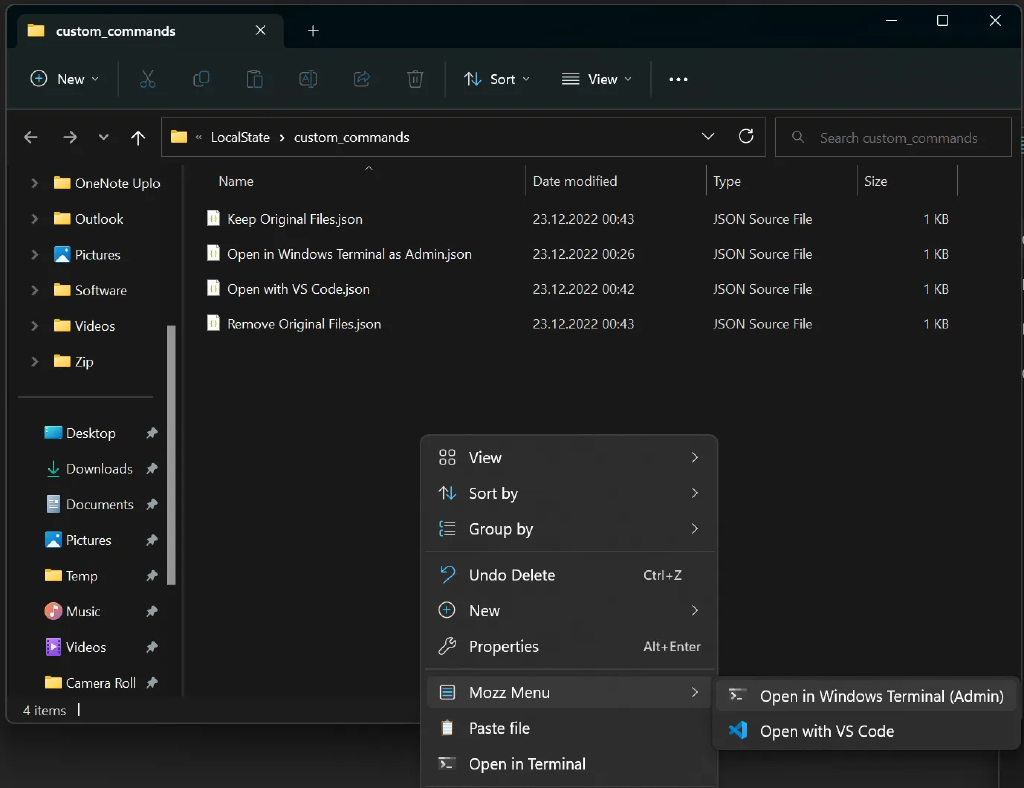 custom_commands
New
Sort
View
« LocalState > custom_commands
Search custom_commands
Name
Date modified
Type
Size
OneNote Uplo
Outlook
Pictures
Software
Videos
Zip
Keep Original Files.json 23.12.2022 00:43 JSON Source File 1 KB
Open in Windows Terminal as Admin.json 23.12.2022 00:26 JSON Source File 1 KB
Open with VS Code.json 23.12.2022 00:42 JSON Source File 1 KB
Remove Original Files.json 23.12.2022 00:43 JSON Source File 1 KB
Desktop
Downloads
Documents
Pictures
Temp
Music
Videos
Camera Roll
4 items
View
Sort by
Group by
Undo Delete Ctrl+Z
New
Properties Alt+Enter
Mozz Menu
Paste file
Open in Terminal
Open in Windows Terminal (Admin)
Open with VS Code